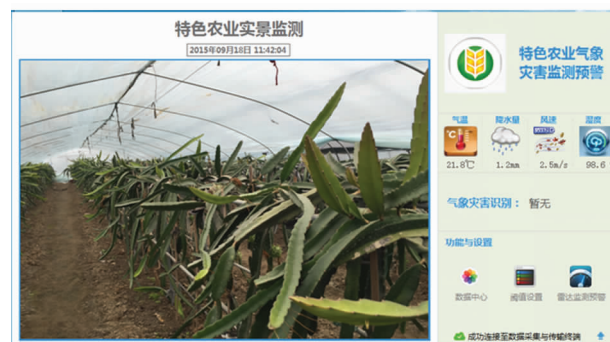 特色农业实景监测
2015年09月18日 11:42:04
特色农业气象
灾害监测预警
气温 降水量 风速 湿度
21.8℃ 1.2mm 2.5m/s 98.6
气象灾害识别： 暂无
功能与设置
数据中心 阈值设置 雷达监测预警
成功连接至数据采集与传输终端